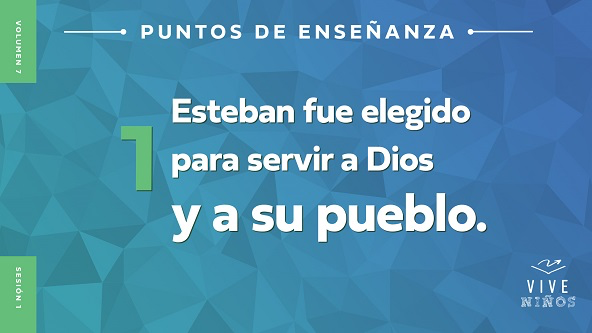 VOLUMEN 7
PUNTOS DE ENSEÑANZA
1
Esteban fue elegido
para servir a Dios
y a su pueblo.
SESIÓN 1
VIVE
NIÑOS